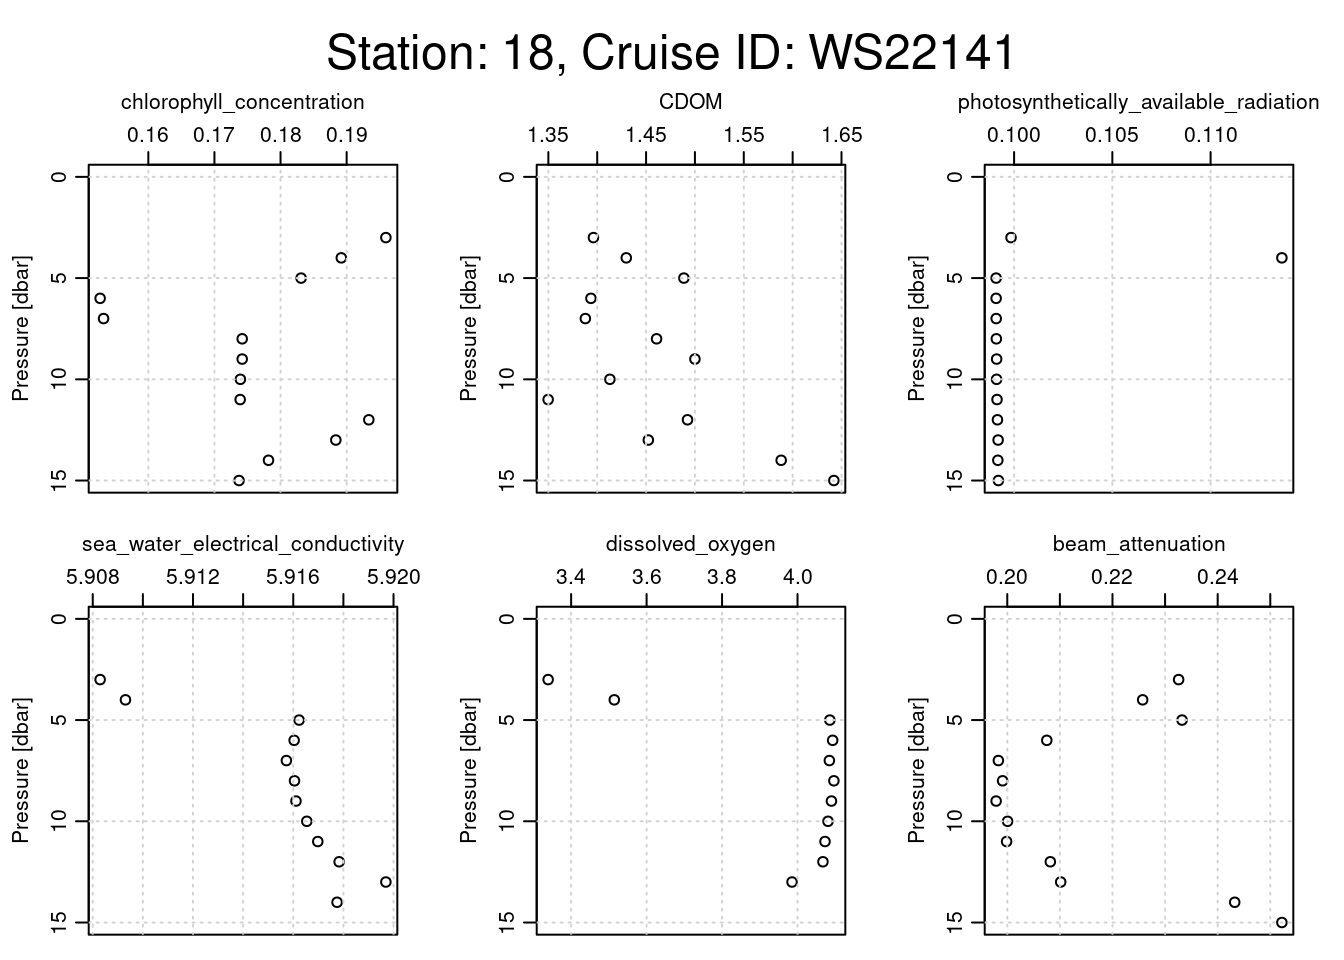 Station: 18, Cruise ID: WS22141
chlorophyll_concentration
0.16 0.17 0.18 0.19
Pressure [dbar]
0
5
10
15
CDOM
1.35 1.45 1.55 1.65
Pressure [dbar]
0
5
10
15
photosynthetically_available_radiation
0.100 0.105 0.110
Pressure [dbar]
0
5
10
15
sea_water_electrical_conductivity
5.908 5.912 5.916 5.920
Pressure [dbar]
0
5
10
15
dissolved_oxygen
3.4 3.6 3.8 4.0
Pressure [dbar]
0
5
10
15
beam_attenuation
0.20 0.22 0.24
Pressure [dbar]
0
5
10
15